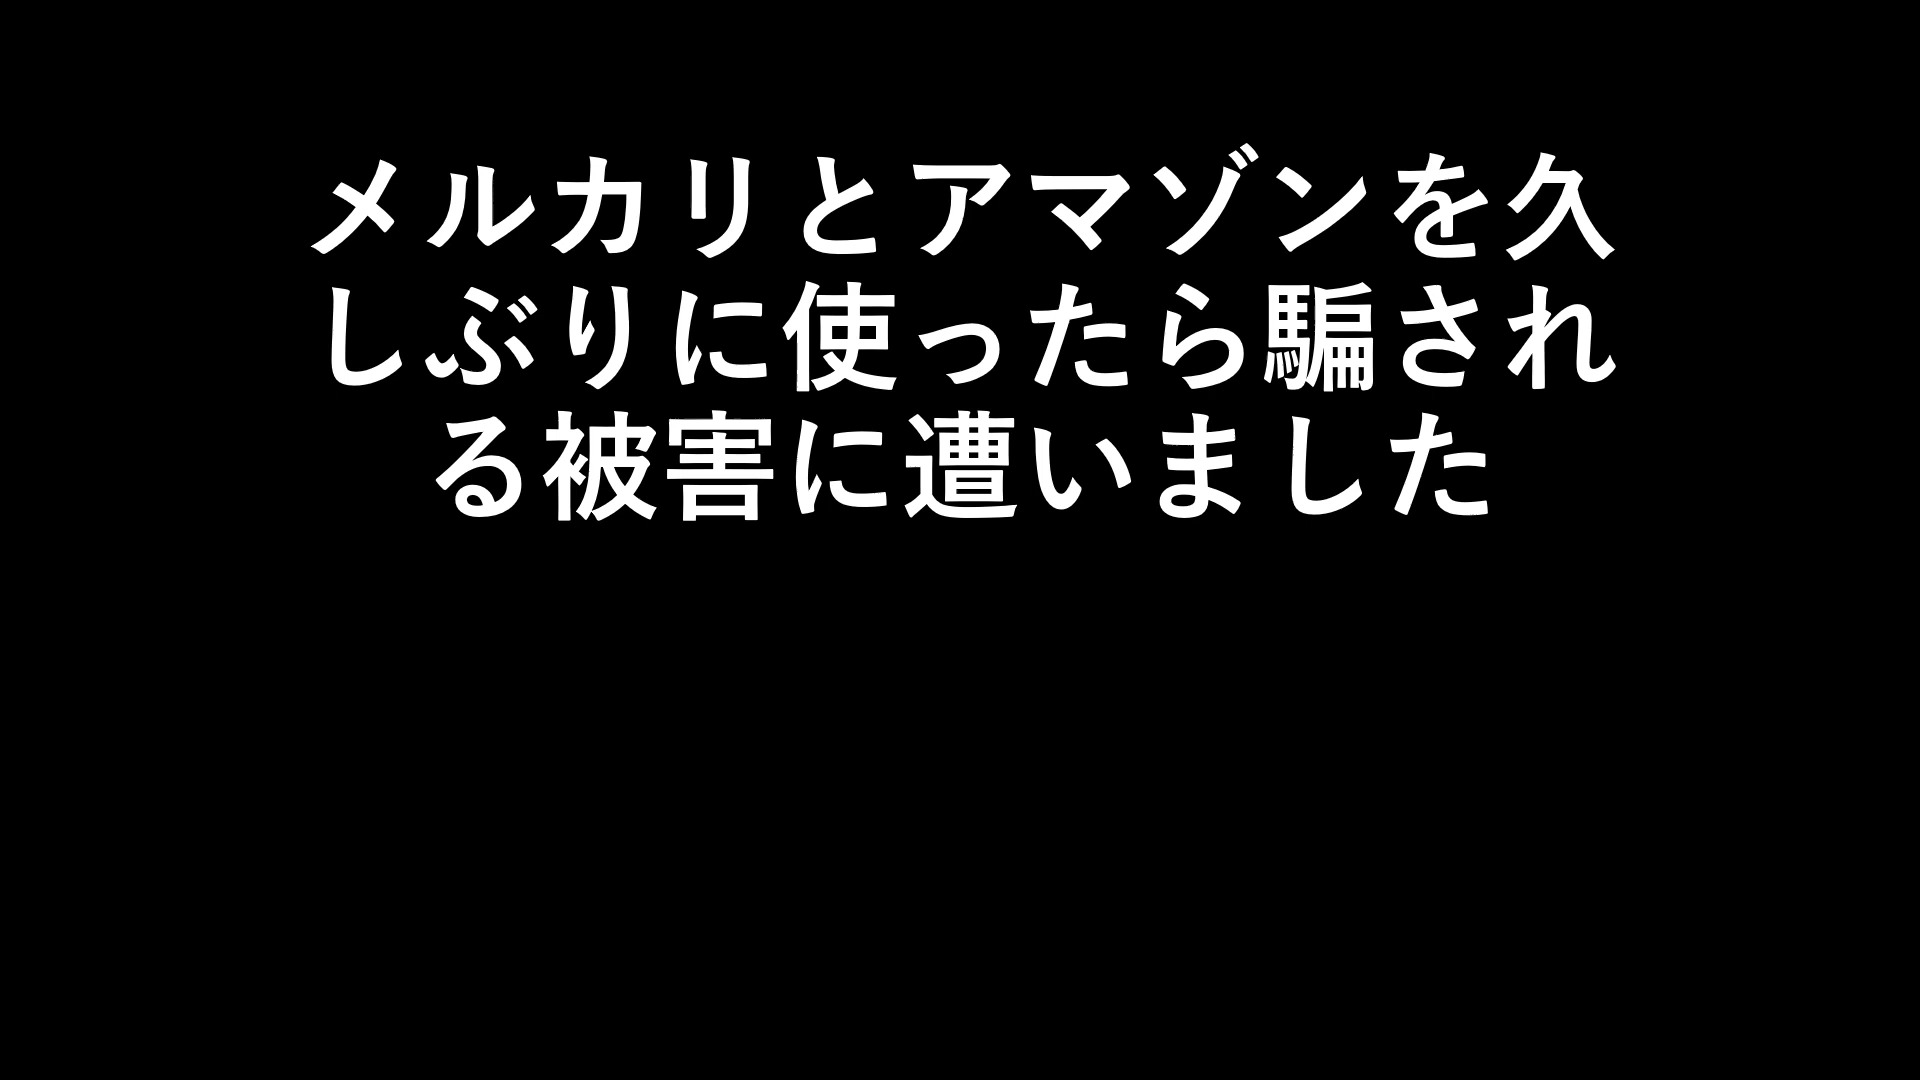 メルカリとアマゾンを久
しぶりに使ったら騙され
る被害に遭いました